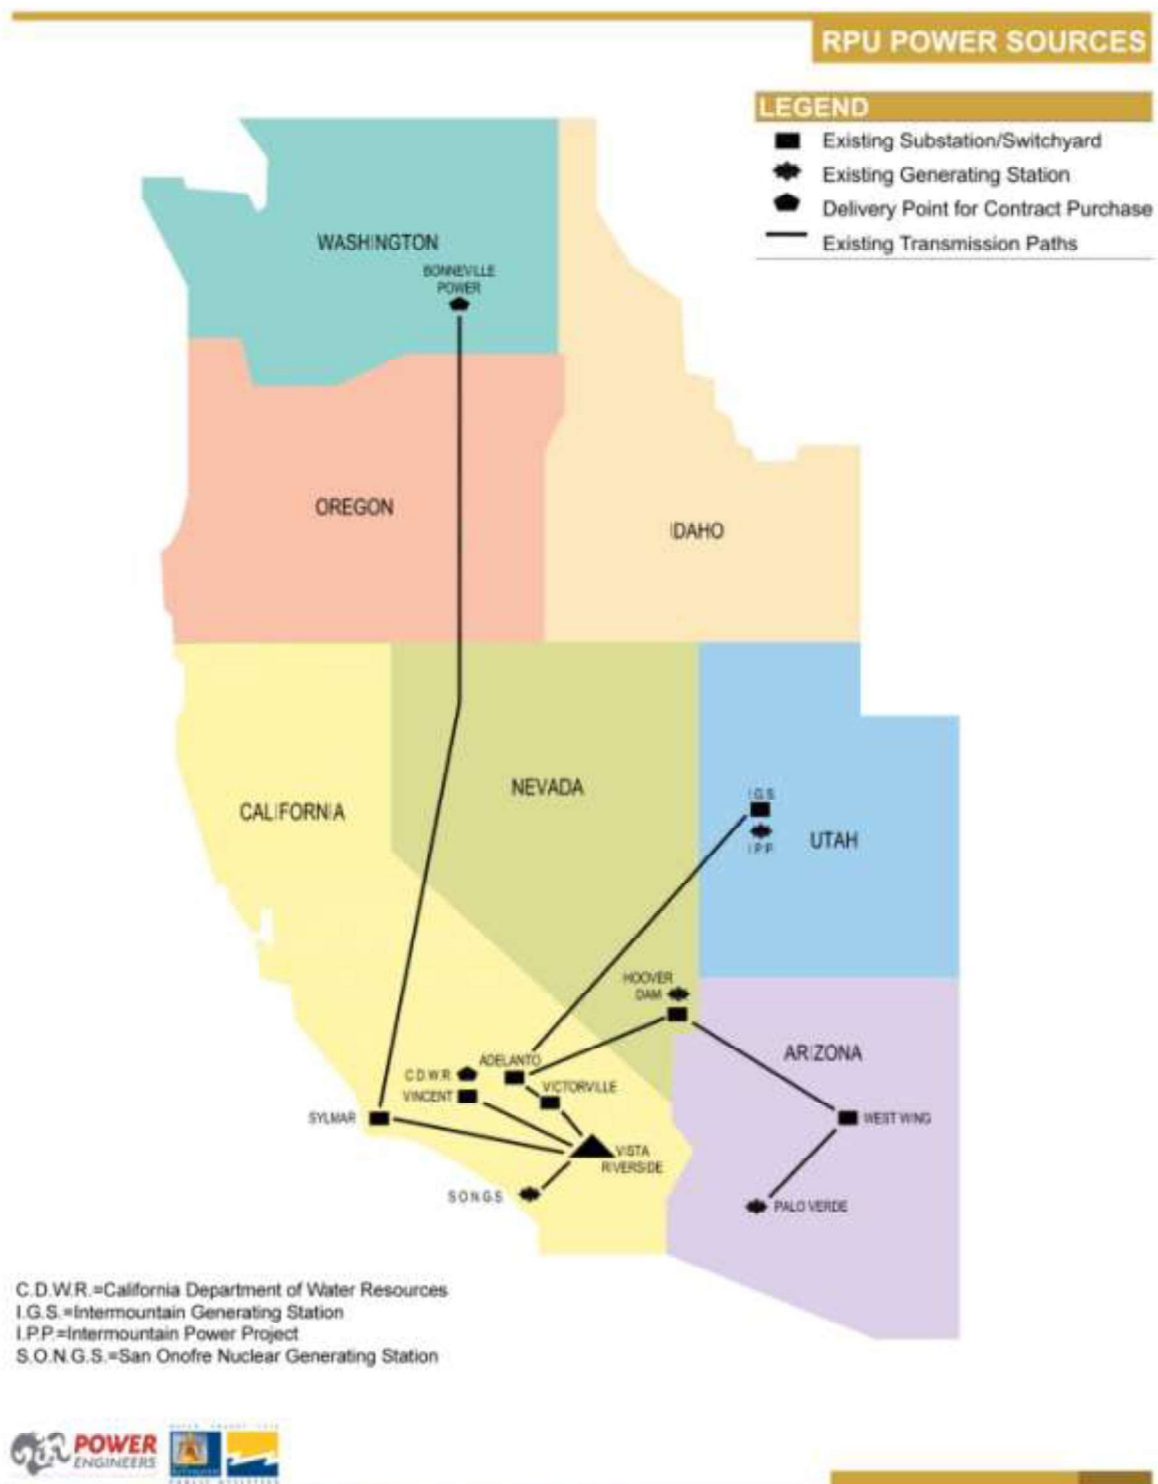 RPU POWER SOURCES
LEGEND
Existing Substation/Switchyard
Existing Generating Station
Delivery Point for Contract Purchase
Existing Transmission Paths
WASHINGTON
BONNEVILLE
POWER
OREGON
IDAHO
NEVADA
CALIFORNIA
I.G.S.
I.P.P.
UTAH
HOOVER
DAM
ARIZONA
ADELANTO
C.D.W.R.
VINCENT
VICTORVILLE
SYLMAR
WEST WING
VISTA
RIVERSIDE
S.O.N.G.S.
PALO VERDE
C.D.W.R.=California Department of Water Resources
I.G.S.=Intermountain Generating Station
I.P.P.=Intermountain Power Project
S.O.N.G.S.=San Onofre Nuclear Generating Station
POWER
ENGINEERS